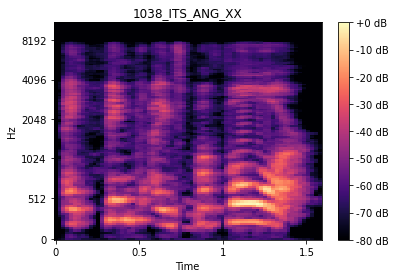 1038_ITS_ANG_XX
8192
4096
2048
1024
512
0
Hz
0
0.5
1
1.5
Time
+0 dB
-10 dB
-20 dB
-30 dB
-40 dB
-50 dB
-60 dB
-70 dB
-80 dB